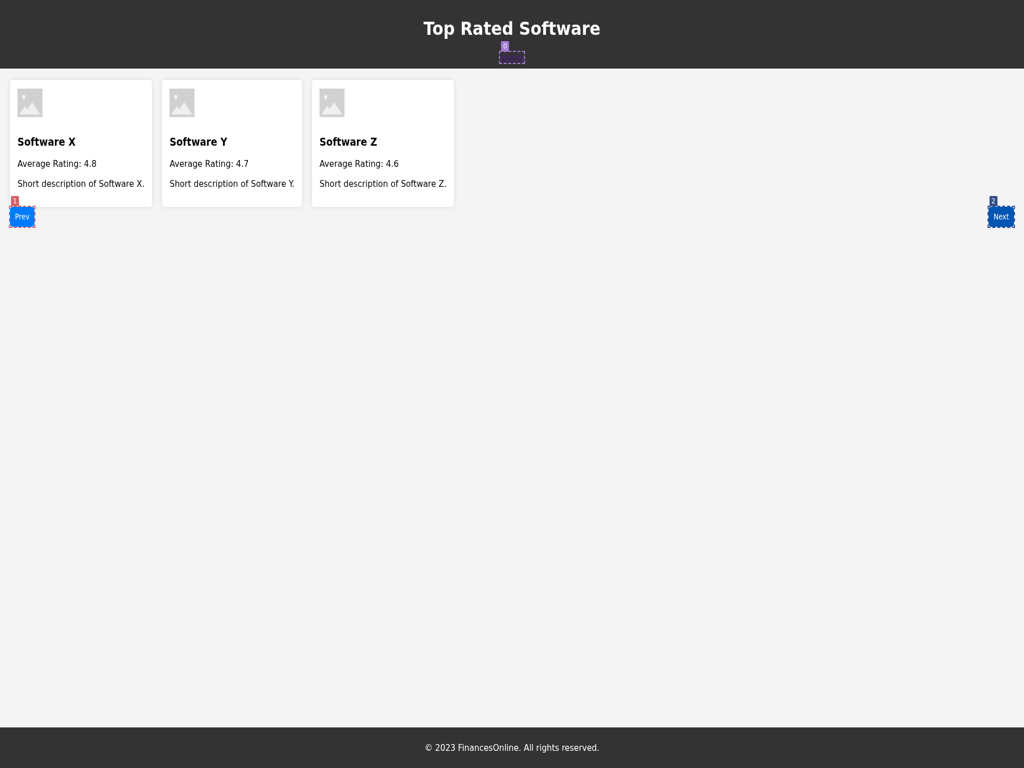 Top Rated Software
0
Software X
Average Rating: 4.8
Short description of Software X.
Software Y
Average Rating: 4.7
Short description of Software Y.
Software Z
Average Rating: 4.6
Short description of Software Z.
1
Prev
2
Next
© 2023 FinancesOnline. All rights reserved.